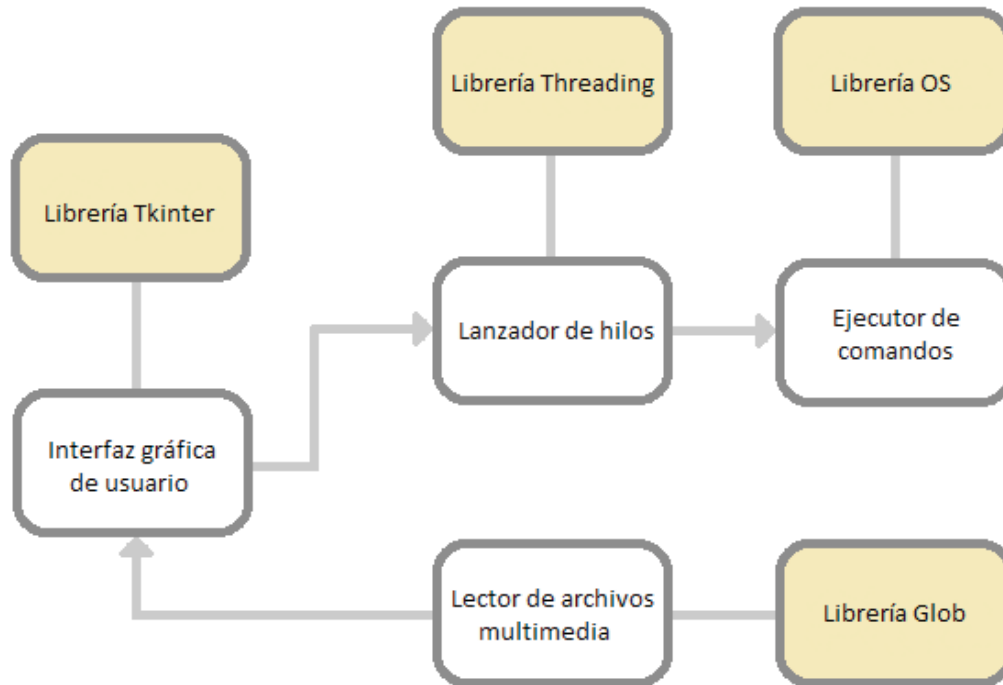 Librería Threading
Librería OS
Librería Tkinter
Lanzador de hilos
Ejecutor de
comandos
Interfaz gráfica
de usuario
Lector de archivos
multimedia
Librería Glob